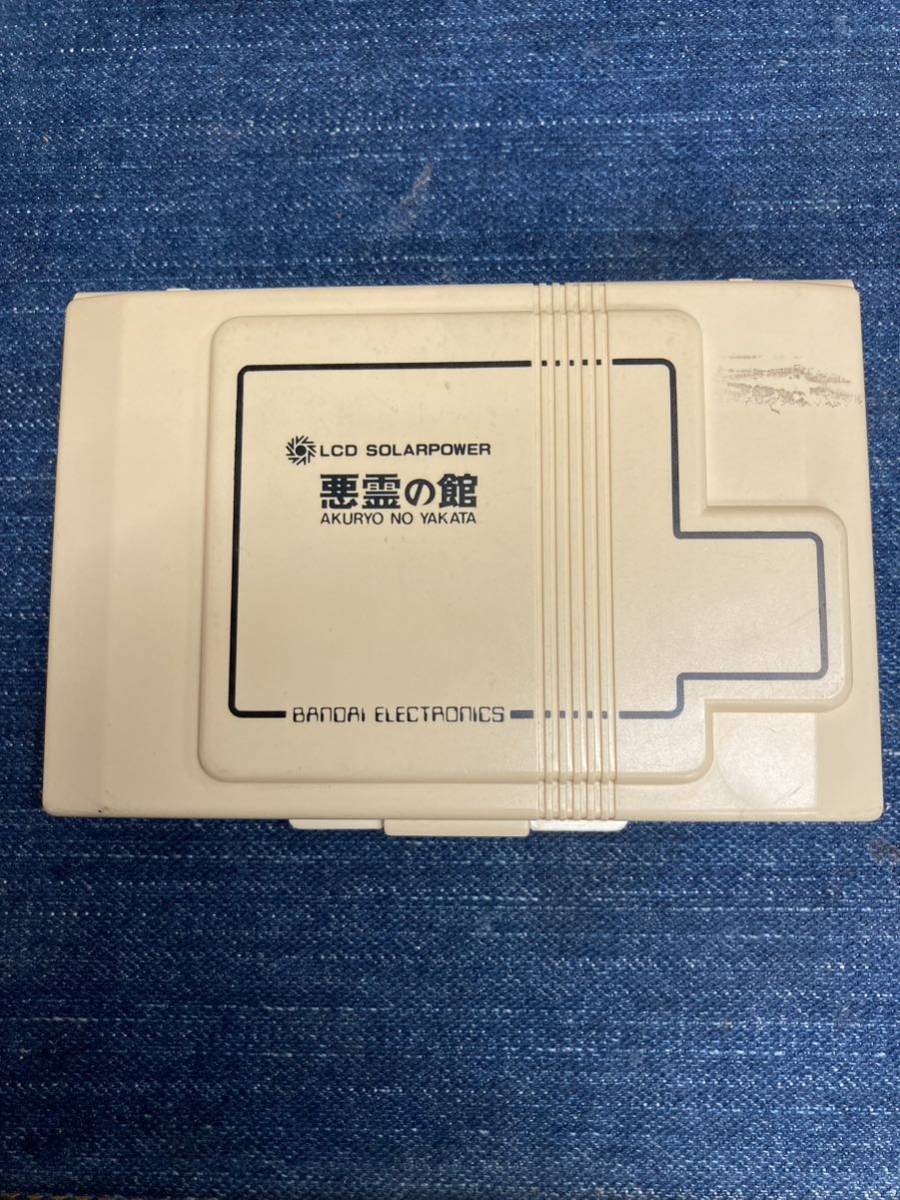 LCD SOLARPOWER
悪霊の館
AKURYO NO YAKATA
BANDAI ELECTRONICS